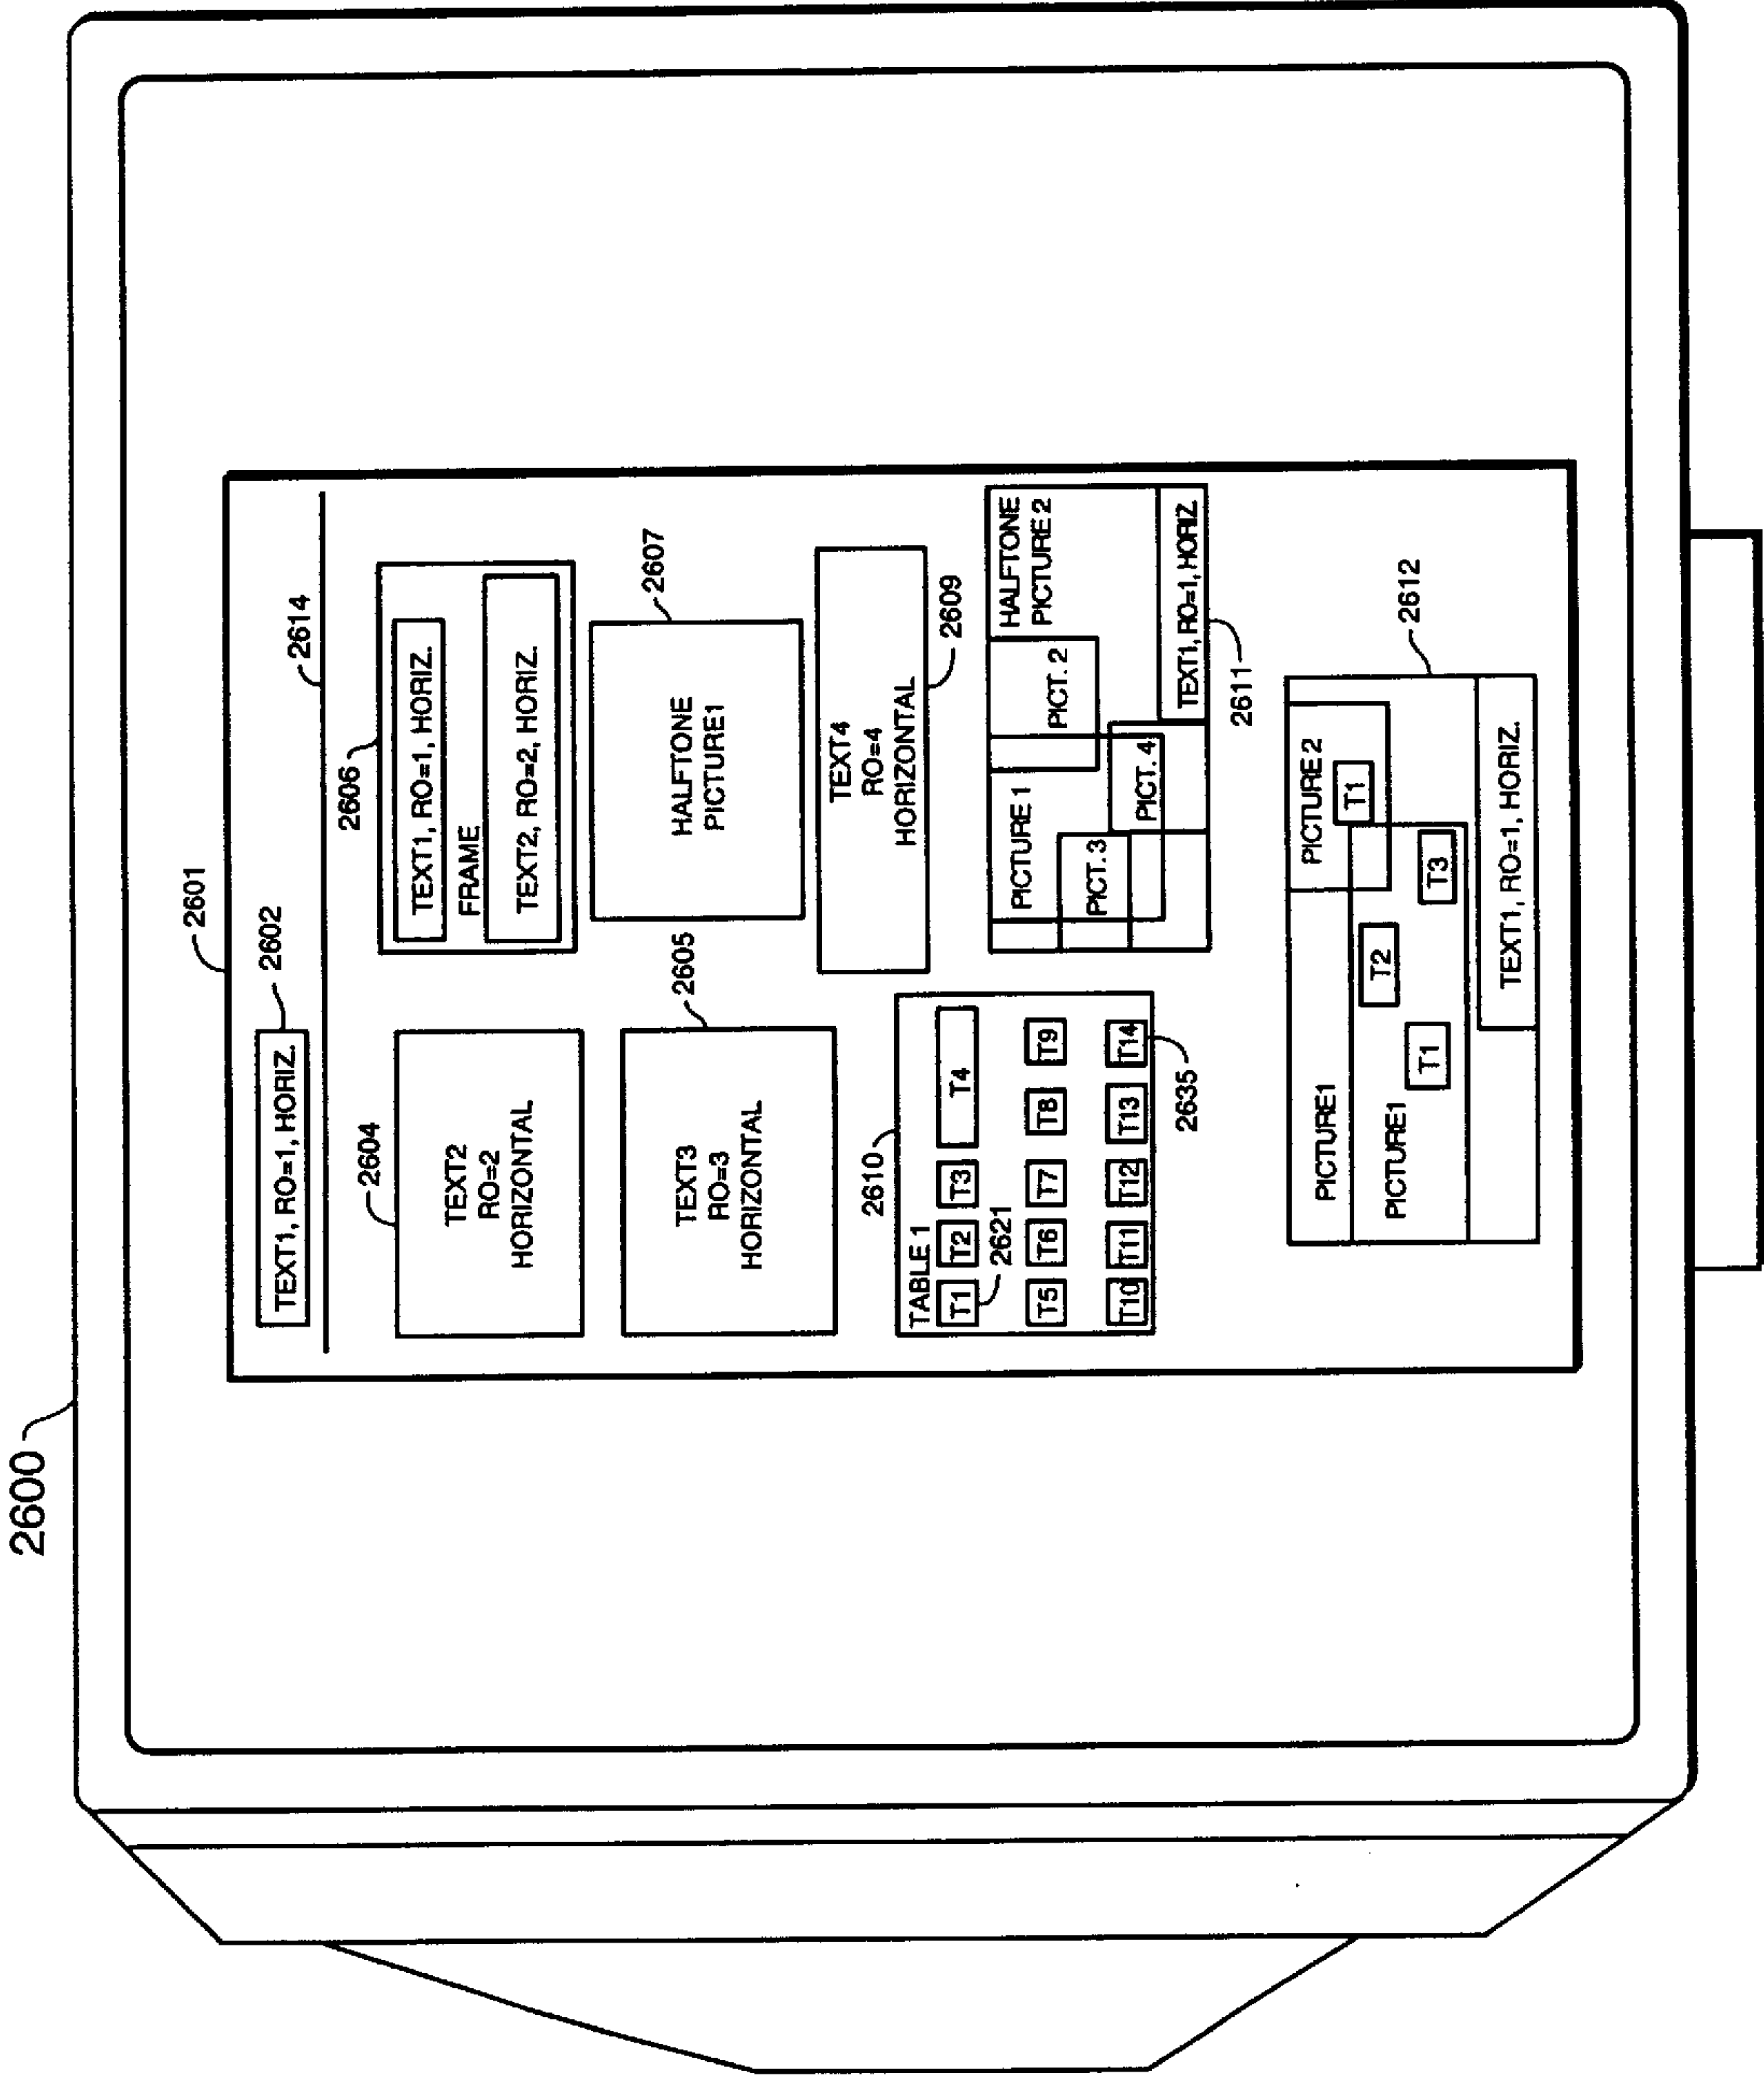 2600
2601
TEXT1, RO=1, HORIZ.
2602
2614
2604
TEXT2
RO=2
HORIZONTAL
2606
TEXT1, RO=1, HORIZ.
FRAME
TEXT2, RO=2, HORIZ.
2605
TEXT3
RO=3
HORIZONTAL
2607
HALFTONE
PICTURE1
TEXT4
RO=4
HORIZONTAL
2609
2610
TABLE 1
T1 T2 T3 T4
2621
T5 T6 T7 T8 T9
T10 T11 T12 T13 T14
2635
PICTURE 1
PICT. 2
HALFTONE
PICTURE 2
PICT. 3
PICT. 4
TEXT1, RO=1, HORIZ
2611
2612
PICTURE1
PICTURE 2
T1
PICTURE1
T2
T1
T3
TEXT1, RO=1, HORIZ.